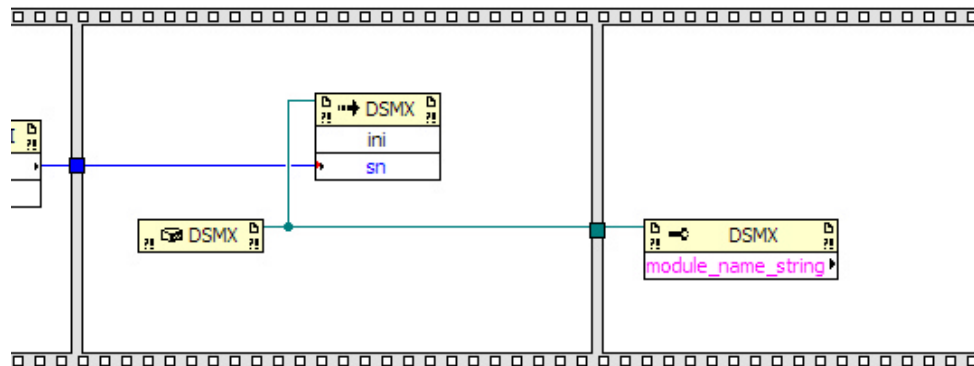 DSMX
ini
sn
DSMX
DSMX
module_name_string